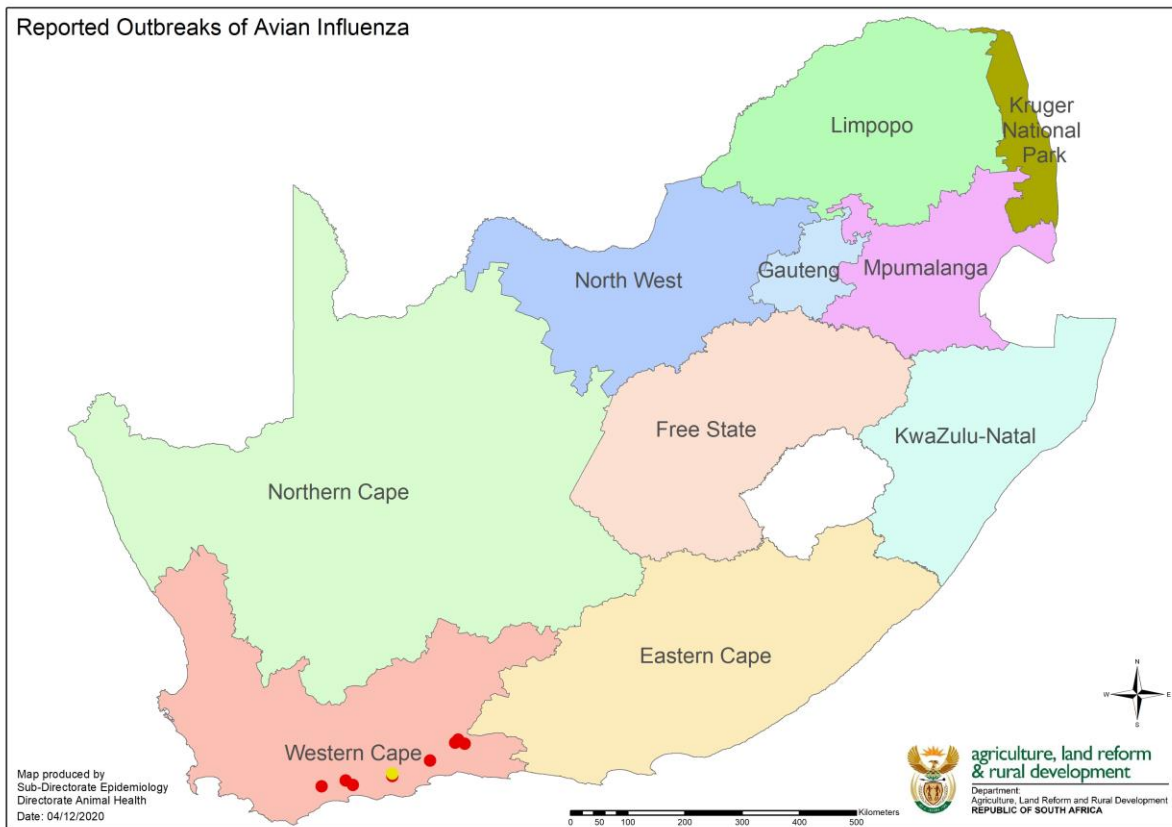 Reported Outbreaks of Avian Influenza
Limpopo
Kruger
National
Park
North West
Gauteng
Mpumalanga
Free State
KwaZulu-Natal
Northern Cape
Eastern Cape
Western Cape
N
W E
S
Map produced by
Sub-Directorate Epidemiology
Directorate Animal Health
Date: 04/12/2020
Kilometers
0 50 100 200 300 400 500
agriculture, land reform
& rural development
Department:
Agriculture, Land Reform and Rural Development
REPUBLIC OF SOUTH AFRICA